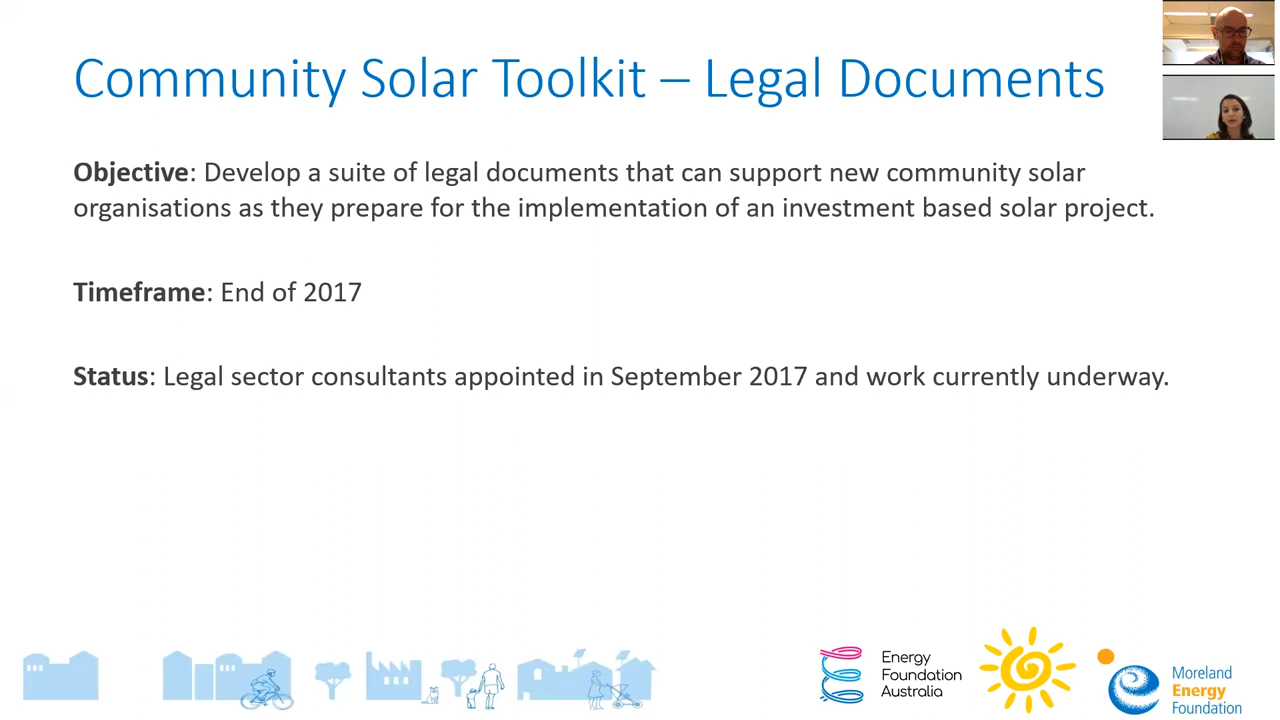 Community Solar Toolkit – Legal Documents
Objective: Develop a suite of legal documents that can support new community solar
organisations as they prepare for the implementation of an investment based solar project.
Timeframe: End of 2017
Status: Legal sector consultants appointed in September 2017 and work currently underway.
Energy
Foundation
Australia
Moreland
Energy
Foundation